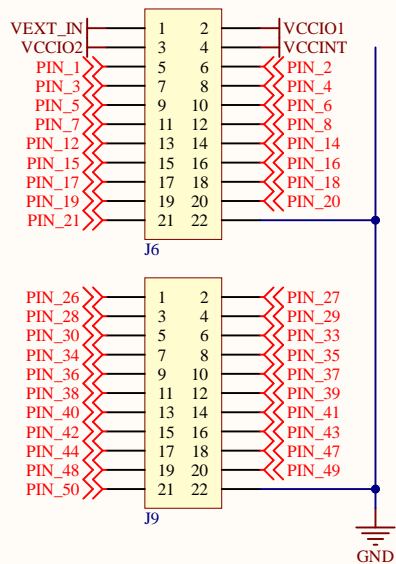 VEXT_IN 1 2 VCCIO1
VCCIO2 3 4 VCCINT
PIN_1 5 6 PIN_2
PIN_3 7 8 PIN_4
PIN_5 9 10 PIN_6
PIN_7 11 12 PIN_8
PIN_12 13 14 PIN_14
PIN_15 15 16 PIN_16
PIN_17 17 18 PIN_18
PIN_19 19 20 PIN_20
PIN_21 21 22
J6
PIN_26 1 2 PIN_27
PIN_28 3 4 PIN_29
PIN_30 5 6 PIN_33
PIN_34 7 8 PIN_35
PIN_36 9 10 PIN_37
PIN_38 11 12 PIN_39
PIN_40 13 14 PIN_41
PIN_42 15 16 PIN_43
PIN_44 17 18 PIN_47
PIN_48 19 20 PIN_49
PIN_50 21 22
J9
GND